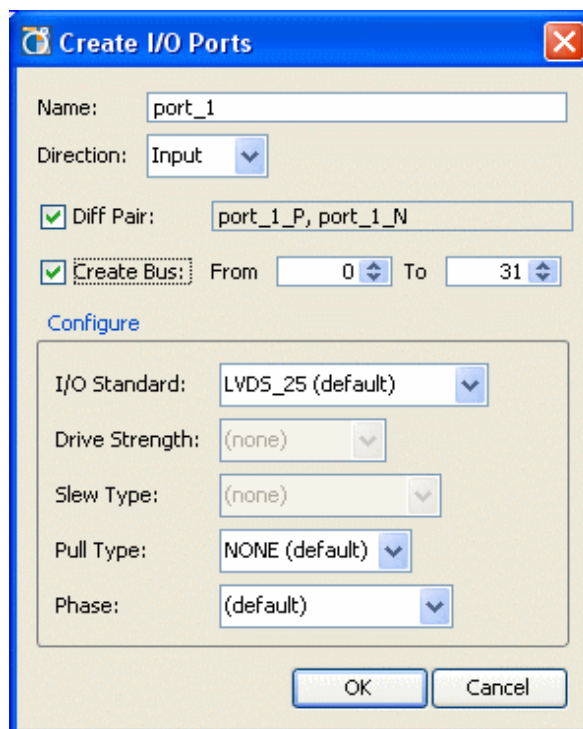 Create I/O Ports
Name: port_1
Direction: Input
Diff Pair: port_1_P, port_1_N
Create Bus: From 0 To 31
Configure
I/O Standard: LVDS_25 (default)
Drive Strength: (none)
Slew Type: (none)
Pull Type: NONE (default)
Phase: (default)
OK Cancel